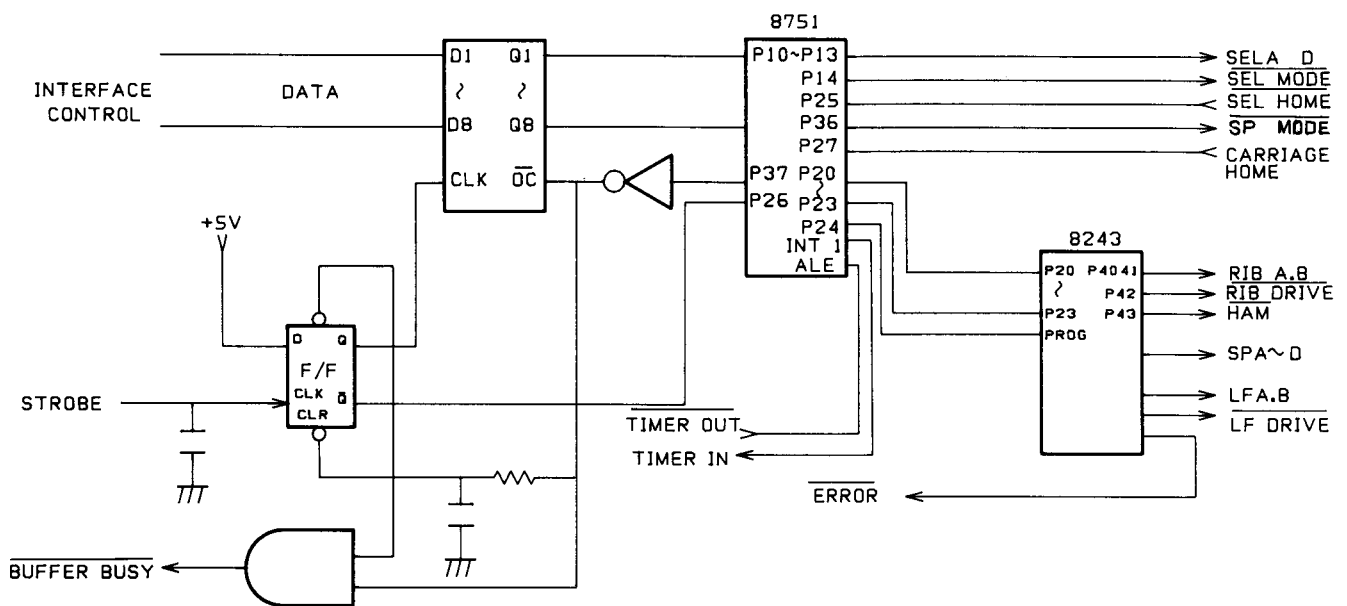 8751
D1 Q1
P10~P13
SELA D
INTERFACE
CONTROL
DATA
~ ~
P14
SEL MODE
P25
SEL HOME
D8 Q8
P36
SP MODE
P27
CARRIAGE
HOME
CLK OC
P37 P20
~
P26 P23
P24
INT 1
ALE
+5V
8243
P20 P4041
RIB A.B
~
P42
RIB DRIVE
P23 P43
HAM
PROG
D Q
F/F
CLK Q
CLR
SPA~D
STROBE
LFA.B
TIMER OUT
LF DRIVE
TIMER IN
ERROR
BUFFER BUSY